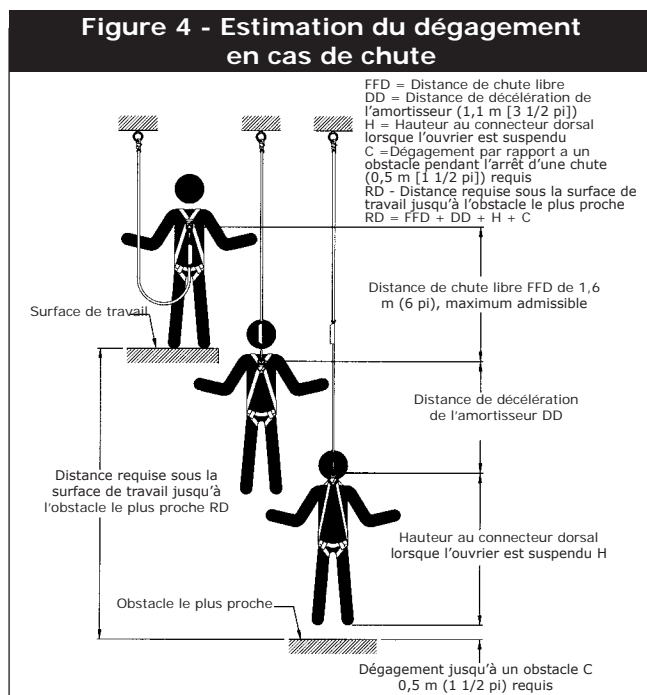 Figure 4 - Estimation du dégagement
en cas de chute
FFD = Distance de chute libre
DD = Distance de décélération de
l'amortisseur (1,1 m [3 1/2 pi])
H = Hauteur au connecteur dorsal
lorsque l'ouvrier est suspendu
C =Dégagement par rapport a un
obstacle pendant l'arrêt d'une chute
(0,5 m [1 1/2 pi]) requis
RD - Distance requise sous la surface de
travail jusqu'à l'obstacle le plus proche
RD = FFD + DD + H + C
Distance de chute libre FFD de 1,6
m (6 pi), maximum admissible
Surface de travail
Distance de décélération
de l'amortisseur DD
Distance requise sous la
surface de travail jusqu'à
l'obstacle le plus proche RD
Hauteur au connecteur dorsal
lorsque l'ouvrier est suspendu H
Obstacle le plus proche
Dégagement jusqu'à un obstacle C
0,5 m (1 1/2 pi) requis